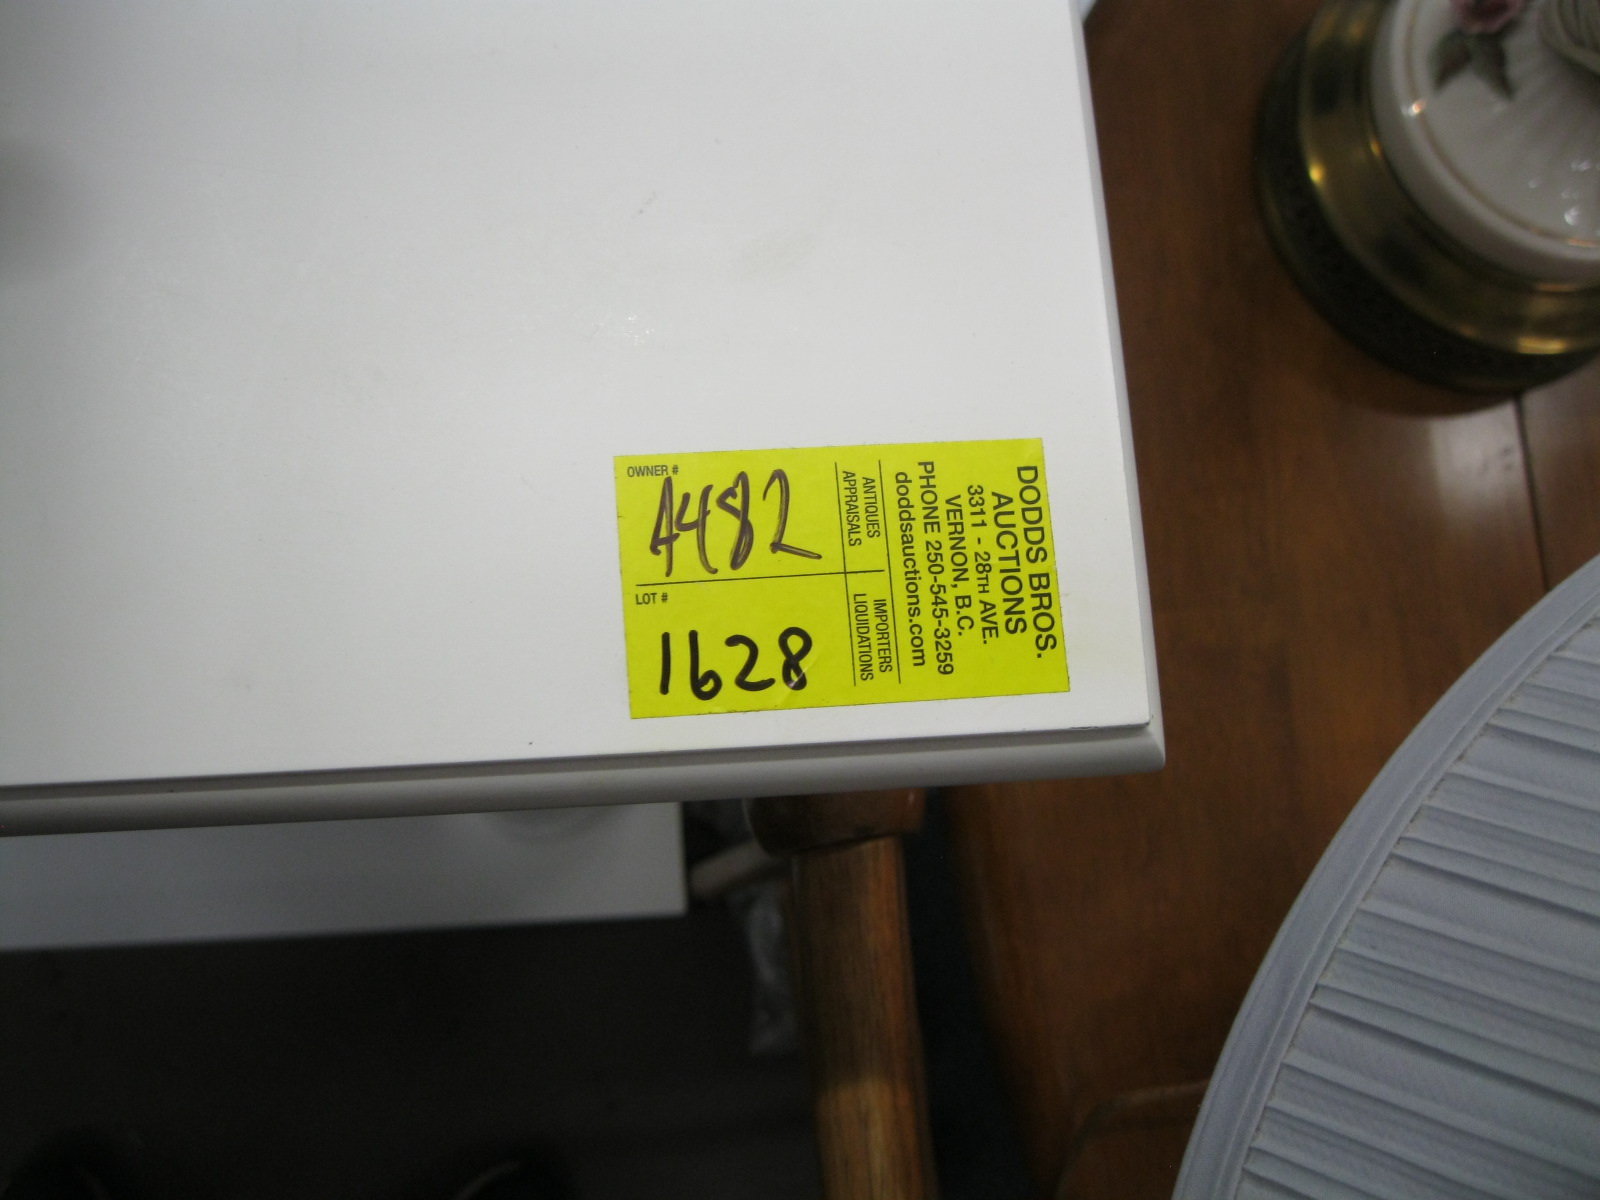 OWNER #
A482
LOT #
1628
DODDS BROS.
AUCTIONS
3311 - 28TH AVE.
VERNON, B.C.
PHONE 250-545-3259
doddsauctions.com
ANTIQUES
APPRAISALS
IMPORTERS
LIQUIDATIONS